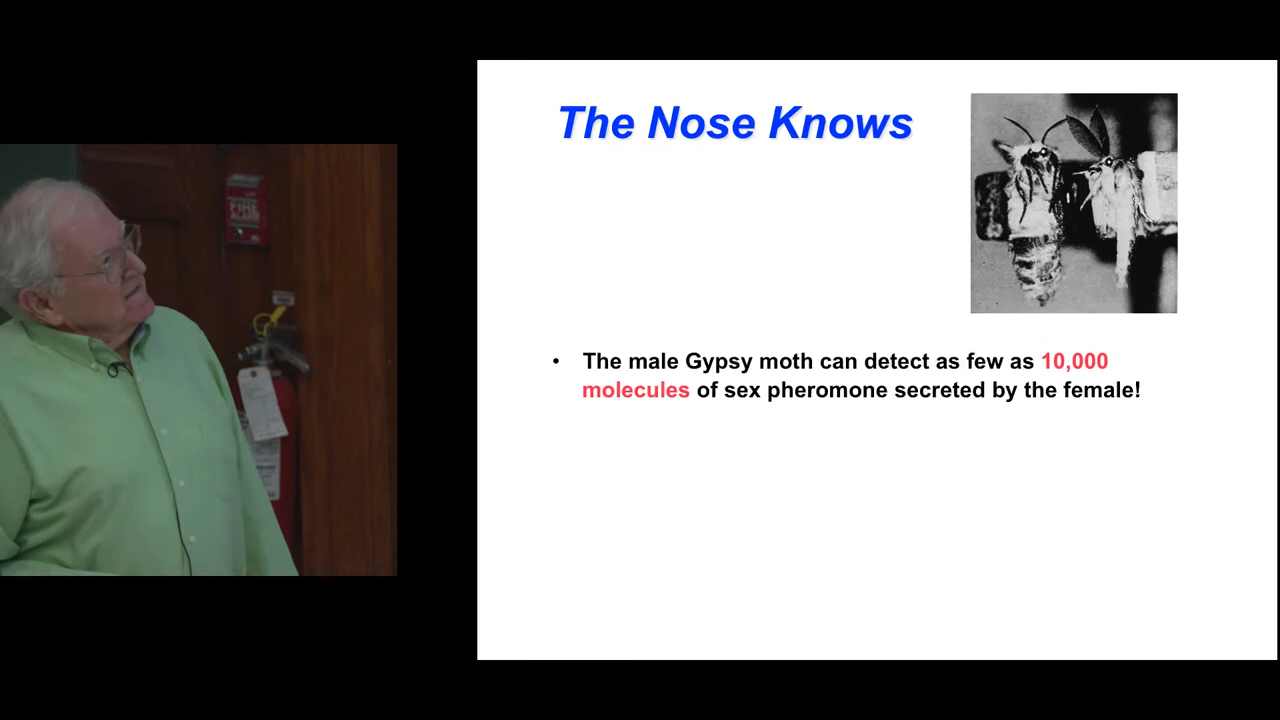 The Nose Knows
• The male Gypsy moth can detect as few as 10,000
molecules of sex pheromone secreted by the female!
FIRE